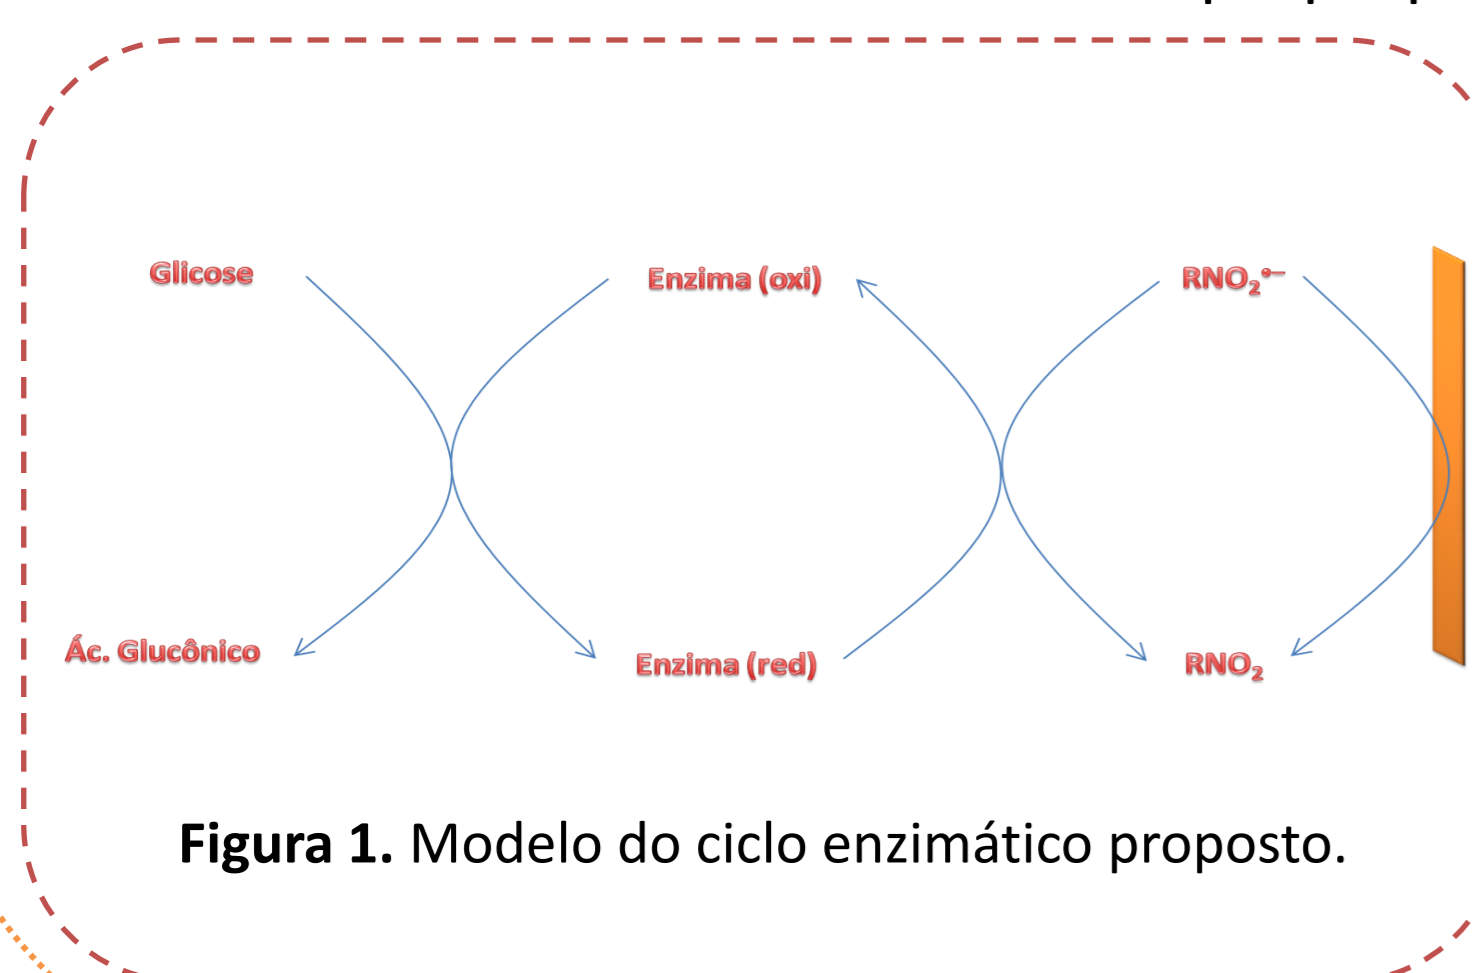 Glicose Enzima (oxi) RNO₂•–
Ác. Glucônico Enzima (red) RNO₂
Figura 1. Modelo do ciclo enzimático proposto.